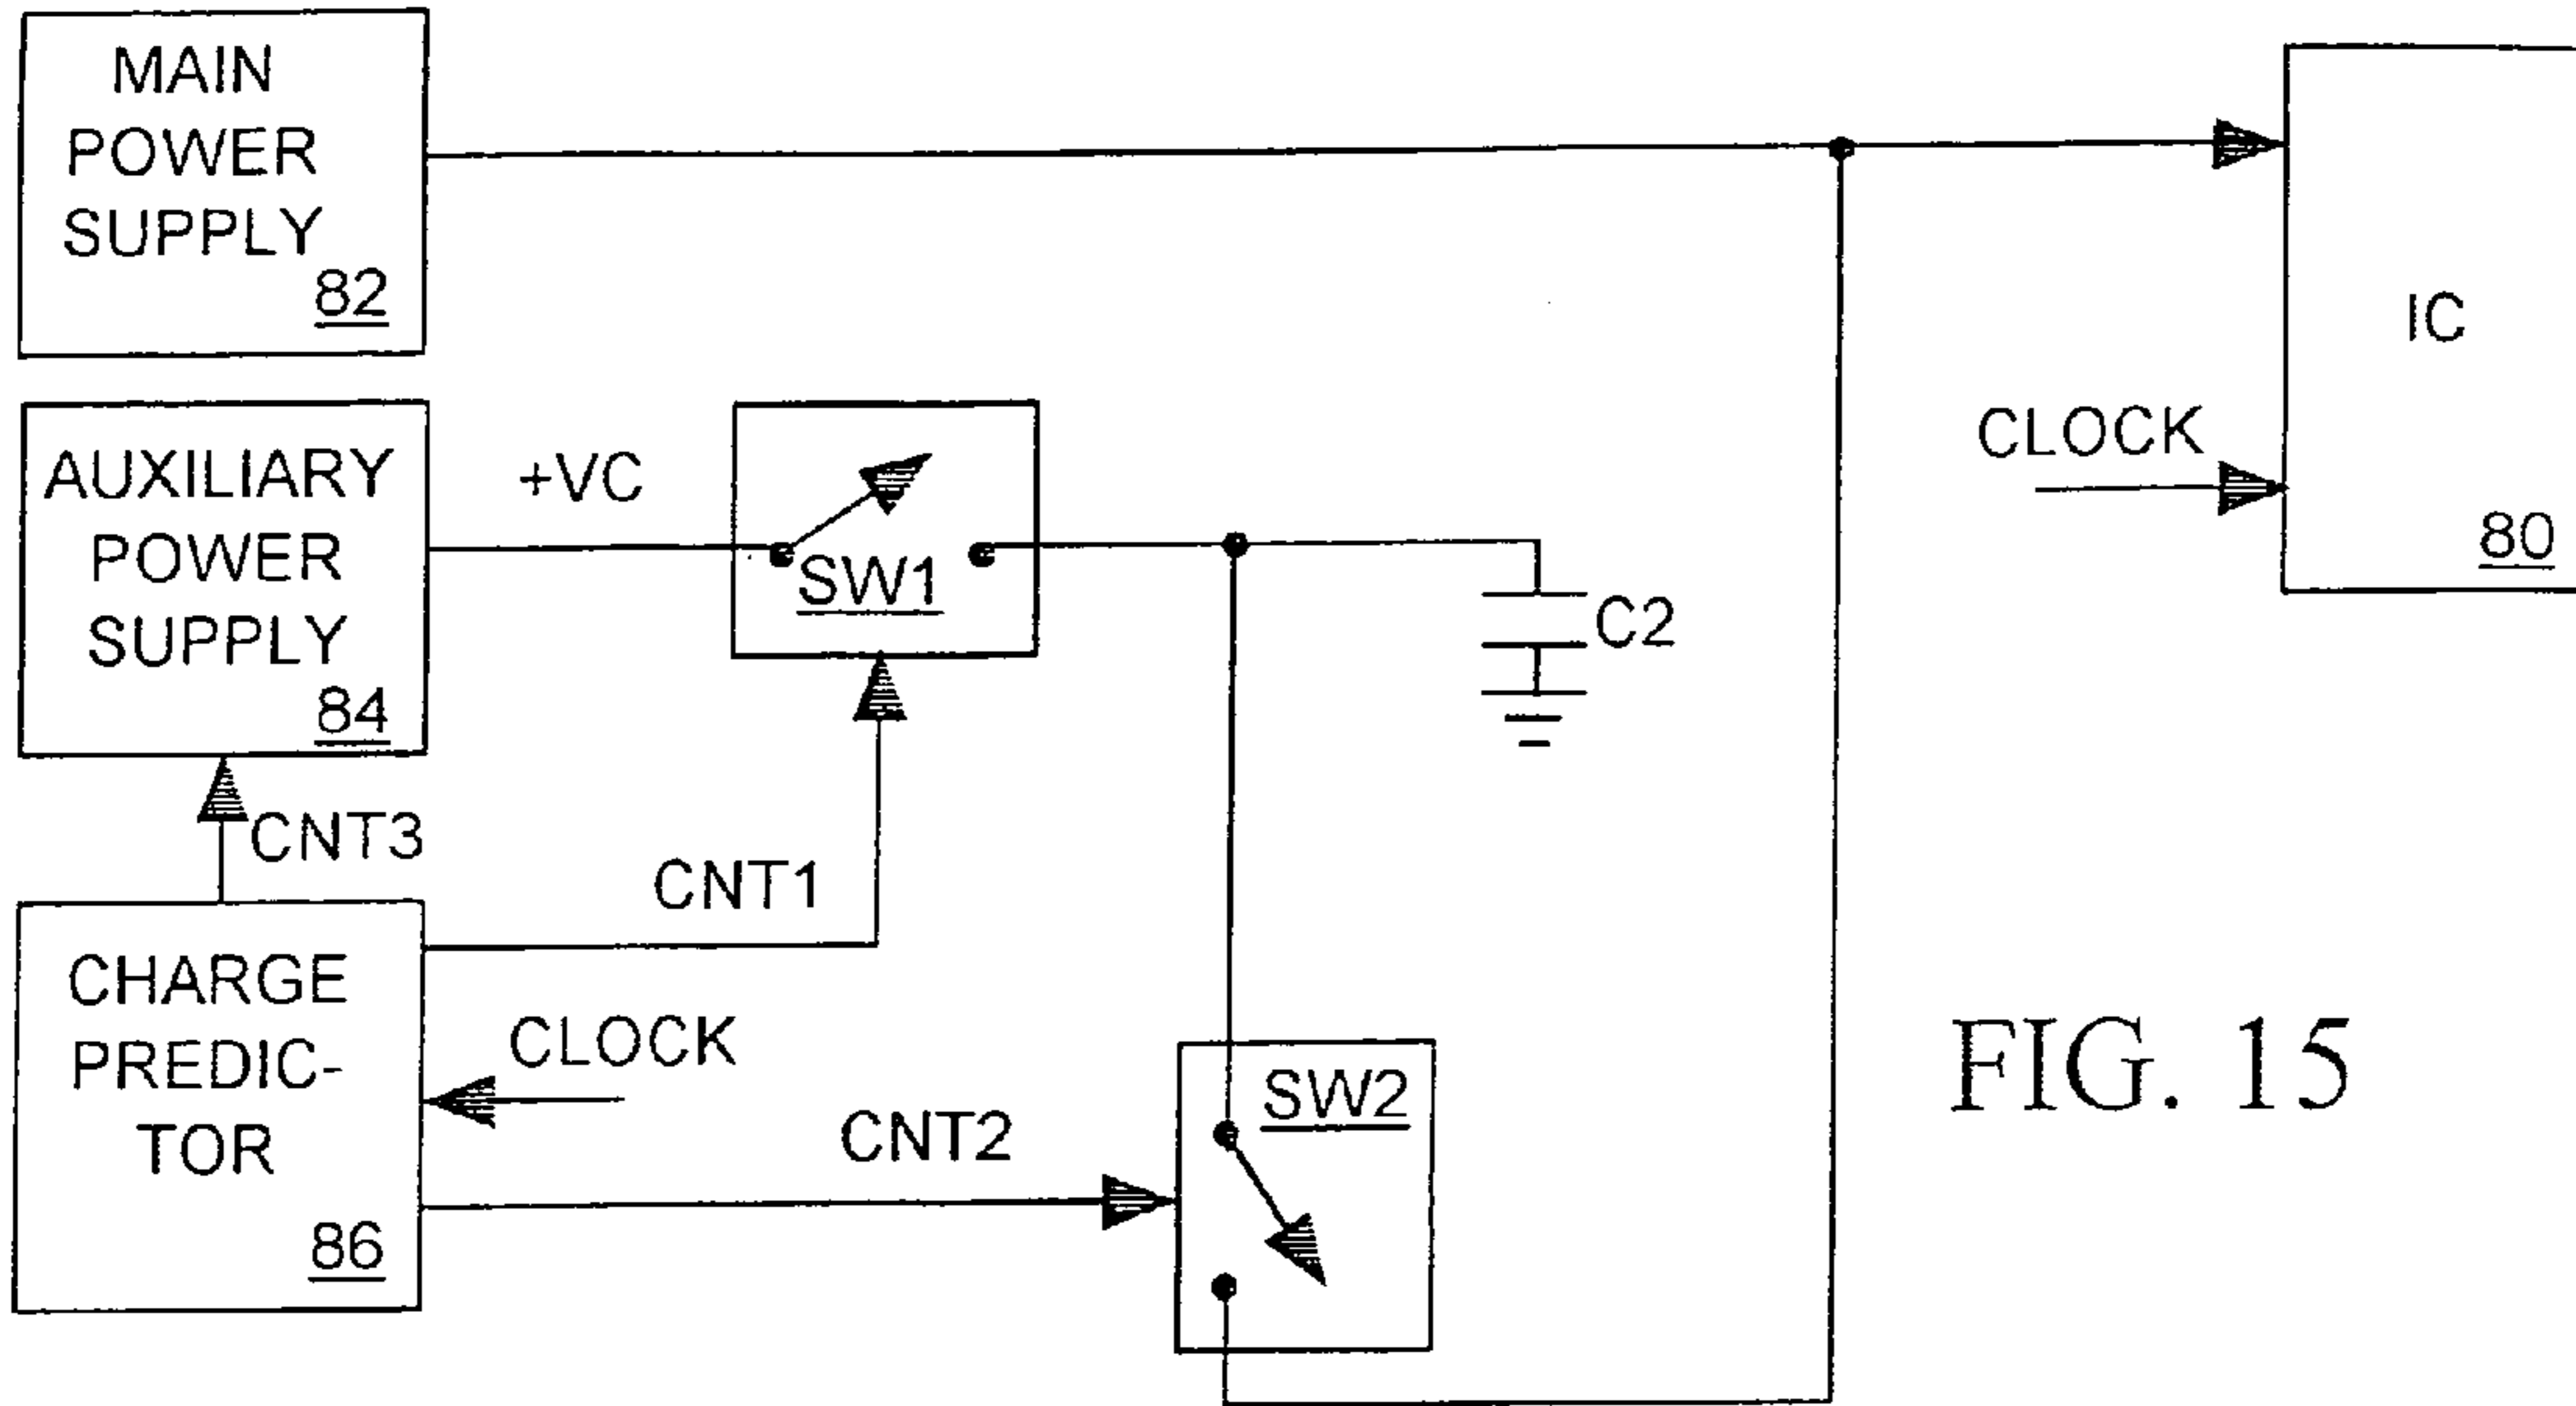 MAIN
POWER
SUPPLY
82
IC
CLOCK
80
AUXILIARY
POWER
SUPPLY
84
+VC
SW1
C2
CNT3
CNT1
CHARGE
PREDIC-
TOR
86
CLOCK
CNT2
SW2
FIG. 15